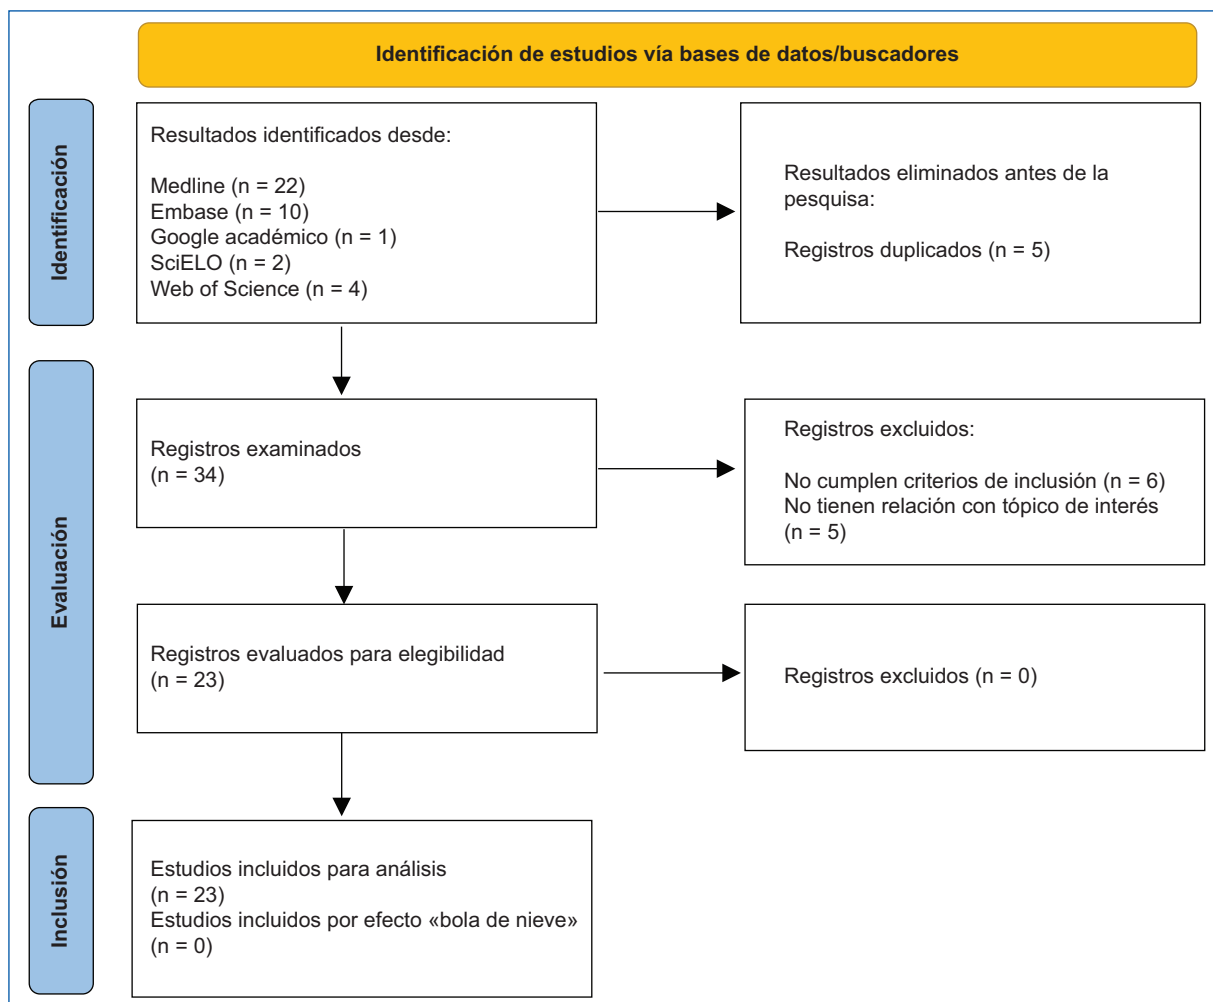 Identificación de estudios vía bases de datos/buscadores
Identificación
Resultados identificados desde:
Medline (n = 22)
Embase (n = 10)
Google académico (n = 1)
SciELO (n = 2)
Web of Science (n = 4)
Resultados eliminados antes de la
pesquisa:
Registros duplicados (n = 5)
Evaluación
Registros examinados
(n = 34)
Registros excluidos:
No cumplen criterios de inclusión (n = 6)
No tienen relación con tópico de interés
(n = 5)
Registros evaluados para elegibilidad
(n = 23)
Registros excluidos (n = 0)
Inclusión
Estudios incluidos para análisis
(n = 23)
Estudios incluidos por efecto «bola de nieve»
(n = 0)